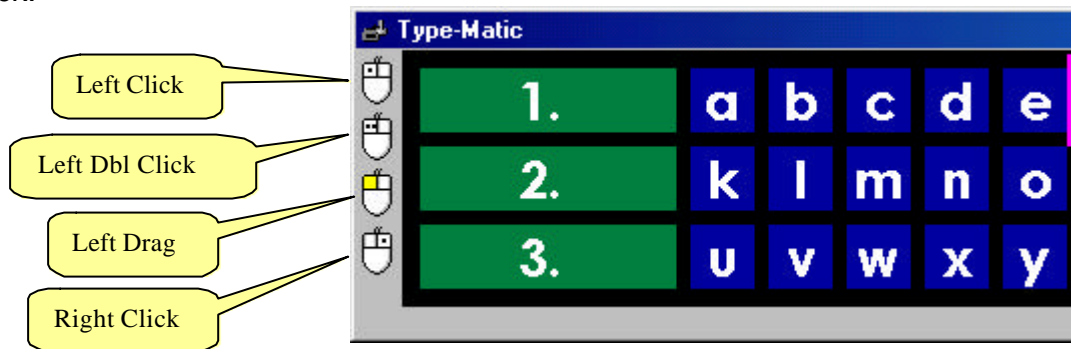 Type-Matic
Left Click
1. a b c d e
Left Dbl Click
2. k l m n o
Left Drag
3. u v w x y
Right Click